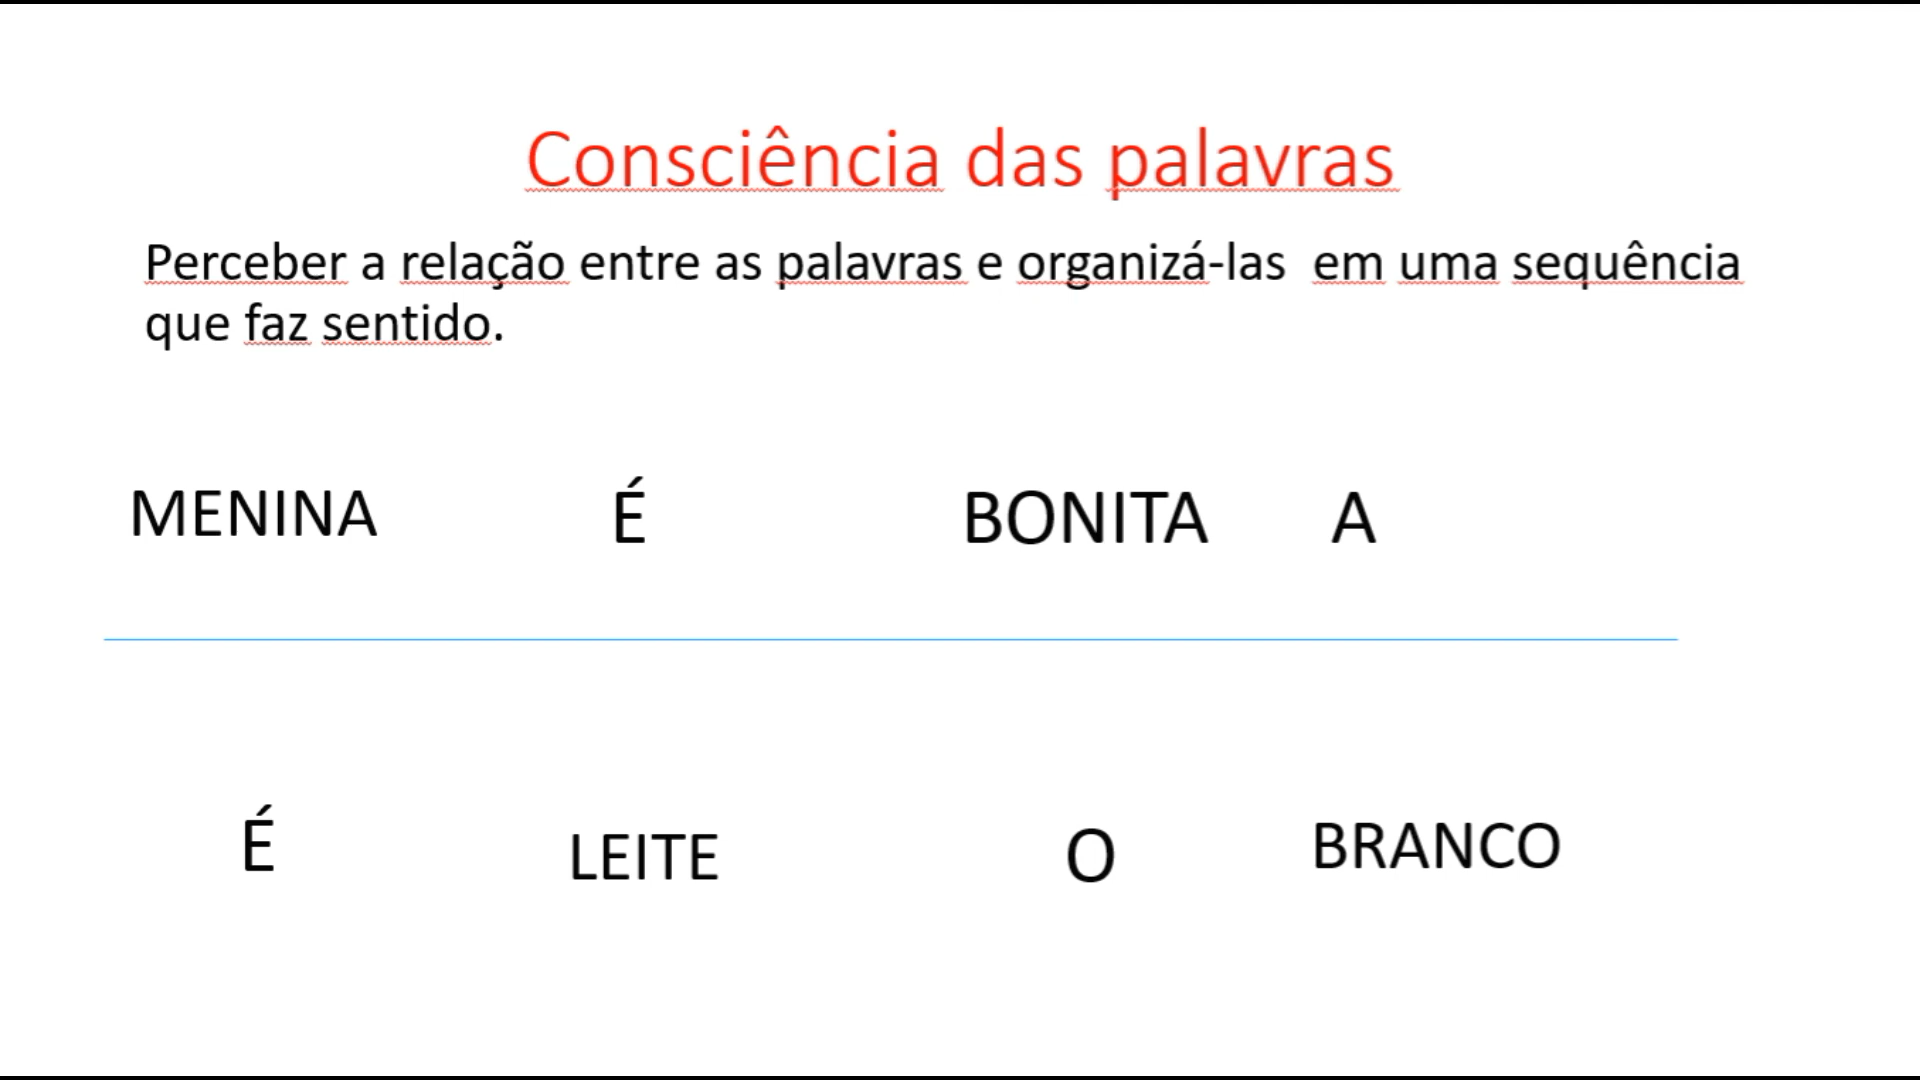 Consciência das palavras
Perceber a relação entre as palavras e organizá-las em uma sequência
que faz sentido.
MENINA É BONITA A
É LEITE O BRANCO